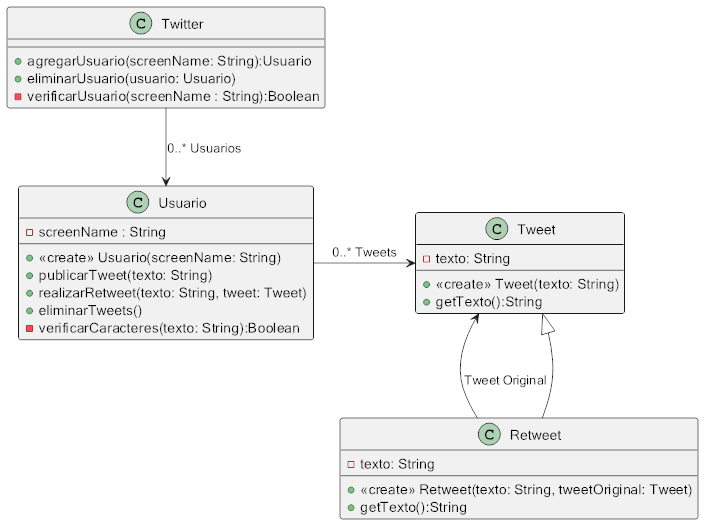 C Twitter
agregarUsuario(screenName: String):Usuario
eliminarUsuario(usuario: Usuario)
verificarUsuario(screenName : String):Boolean
0..* Usuarios
C Usuario
screenName : String
«create» Usuario(screenName: String)
publicarTweet(texto: String)
realizarRetweet(texto: String, tweet: Tweet)
eliminarTweets()
verificarCaracteres(texto: String):Boolean
0..* Tweets
C Tweet
texto: String
«create» Tweet(texto: String)
getTexto():String
Tweet Original
C Retweet
texto: String
«create» Retweet(texto: String, tweetOriginal: Tweet)
getTexto():String